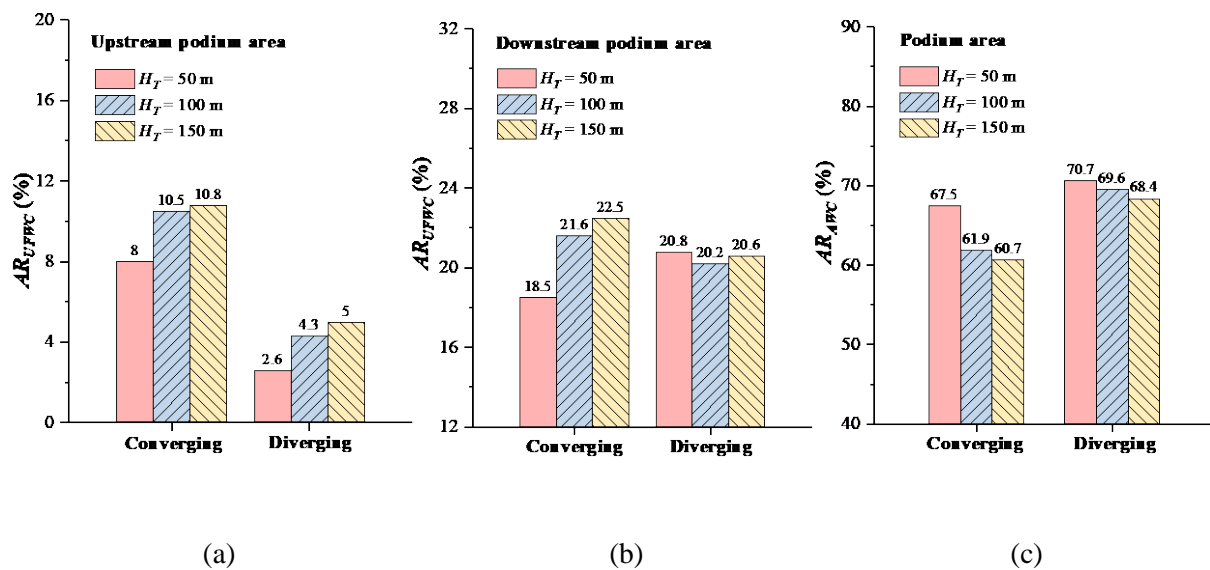 20
16
12
8
4
0
AR_UFWC (%)
Upstream podium area
H_T = 50 m
H_T = 100 m
H_T = 150 m
8
10.5
10.8
2.6
4.3
5
Converging Diverging
(a)
32
28
24
20
16
12
AR_UFWC (%)
Downstream podium area
H_T = 50 m
H_T = 100 m
H_T = 150 m
18.5
21.6
22.5
20.8
20.2
20.6
Converging Diverging
(b)
90
80
70
60
50
40
AR_AWC (%)
Podium area
H_T = 50 m
H_T = 100 m
H_T = 150 m
67.5
61.9
60.7
70.7
69.6
68.4
Converging Diverging
(c)